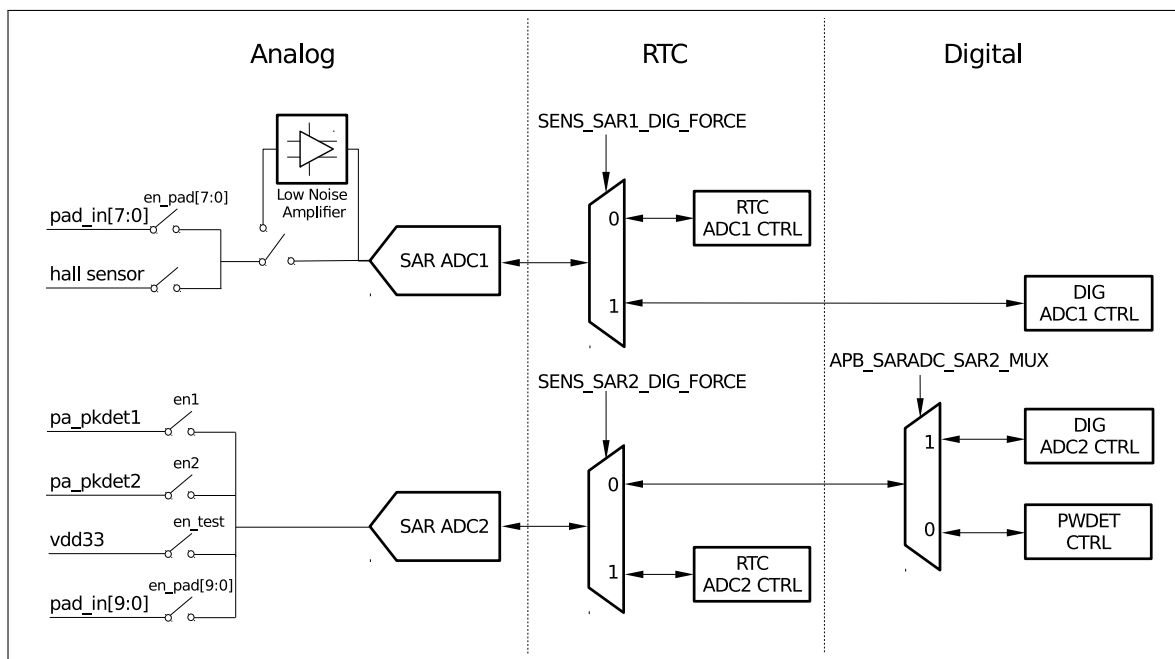 Analog
RTC
Digital
SENS_SAR1_DIG_FORCE
en_pad[7:0]
Low Noise
Amplifier
pad_in[7:0]
0
RTC
ADC1 CTRL
hall sensor
SAR ADC1
1
DIG
ADC1 CTRL
SENS_SAR2_DIG_FORCE
APB_SARADC_SAR2_MUX
en1
pa_pkdet1
1
DIG
ADC2 CTRL
en2
pa_pkdet2
0
en_test
vdd33
SAR ADC2
0
PWDET
CTRL
en_pad[9:0]
pad_in[9:0]
1
RTC
ADC2 CTRL